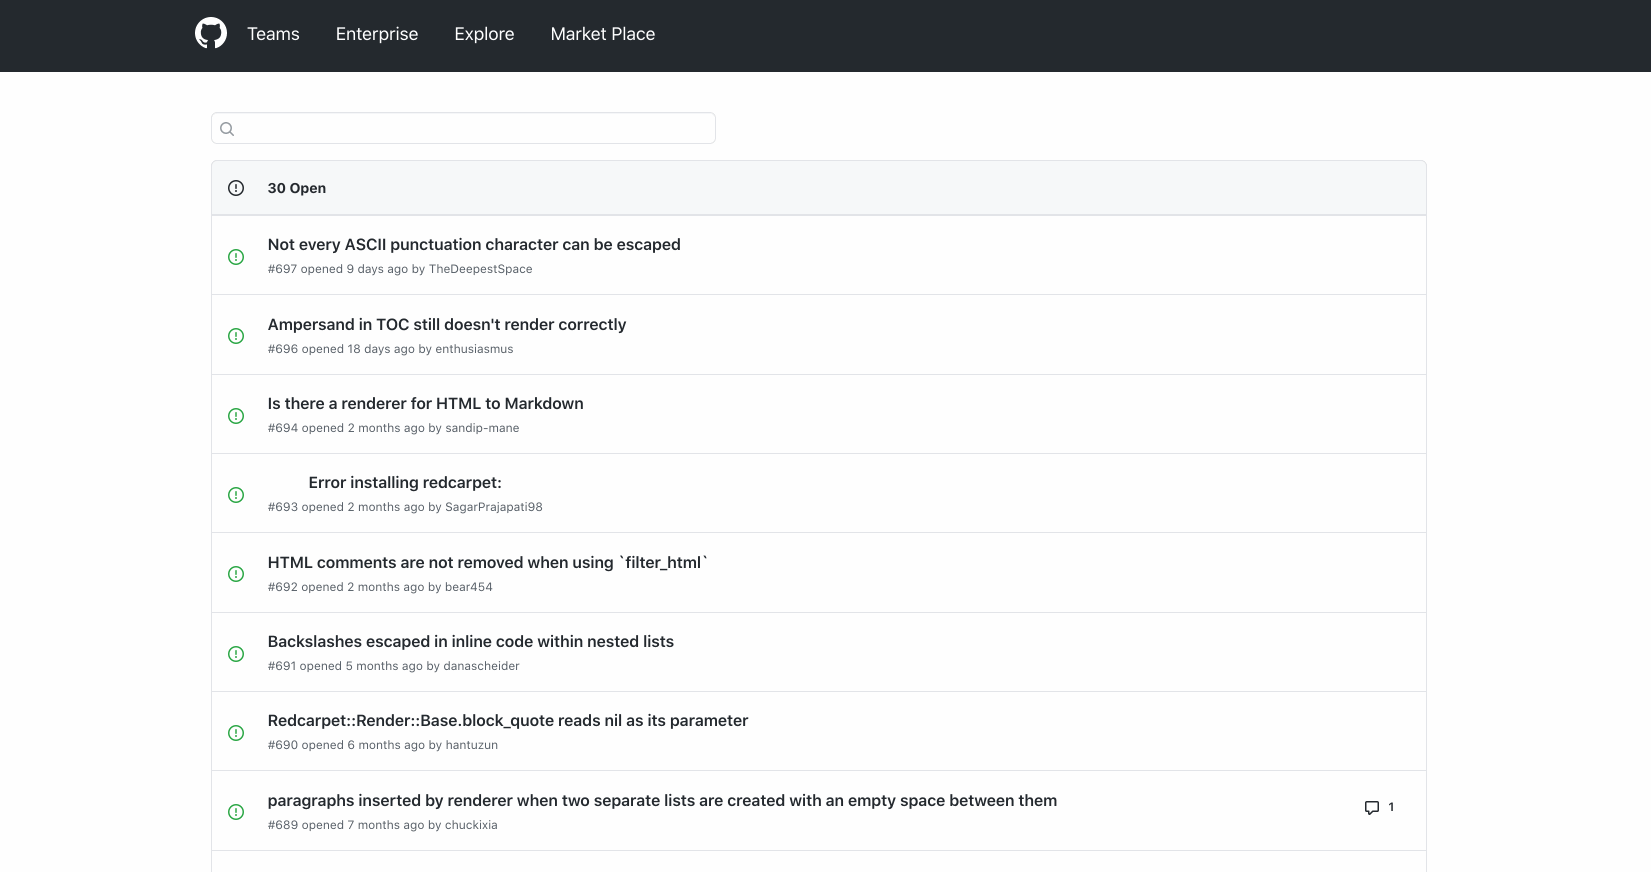 Teams Enterprise Explore Market Place
30 Open
Not every ASCII punctuation character can be escaped
#697 opened 9 days ago by TheDeepestSpace
Ampersand in TOC still doesn't render correctly
#696 opened 18 days ago by enthusiasmus
Is there a renderer for HTML to Markdown
#694 opened 2 months ago by sandip-mane
Error installing redcarpet:
#693 opened 2 months ago by SagarPrajapati98
HTML comments are not removed when using `filter_html`
#692 opened 2 months ago by bear454
Backslashes escaped in inline code within nested lists
#691 opened 5 months ago by danascheider
Redcarpet::Render::Base.block_quote reads nil as its parameter
#690 opened 6 months ago by hantuzun
paragraphs inserted by renderer when two separate lists are created with an empty space between them
1
#689 opened 7 months ago by chuckixia